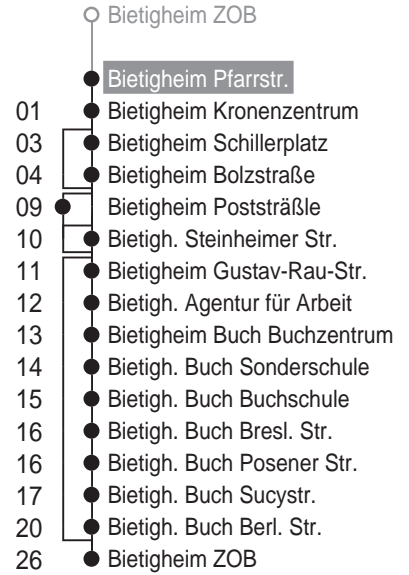 Bietigheim ZOB
Bietigheim Pfarrstr.
01 Bietigheim Kronenzentrum
03 Bietigheim Schillerplatz
04 Bietigheim Bolzstraße
09 Bietigheim Poststräßle
10 Bietigh. Steinheimer Str.
11 Bietigheim Gustav-Rau-Str.
12 Bietigh. Agentur für Arbeit
13 Bietigheim Buch Buchzentrum
14 Bietigh. Buch Sonderschule
15 Bietigh. Buch Buchschule
16 Bietigh. Buch Bresl. Str.
16 Bietigh. Buch Posener Str.
17 Bietigh. Buch Sucystr.
20 Bietigh. Buch Berl. Str.
26 Bietigheim ZOB